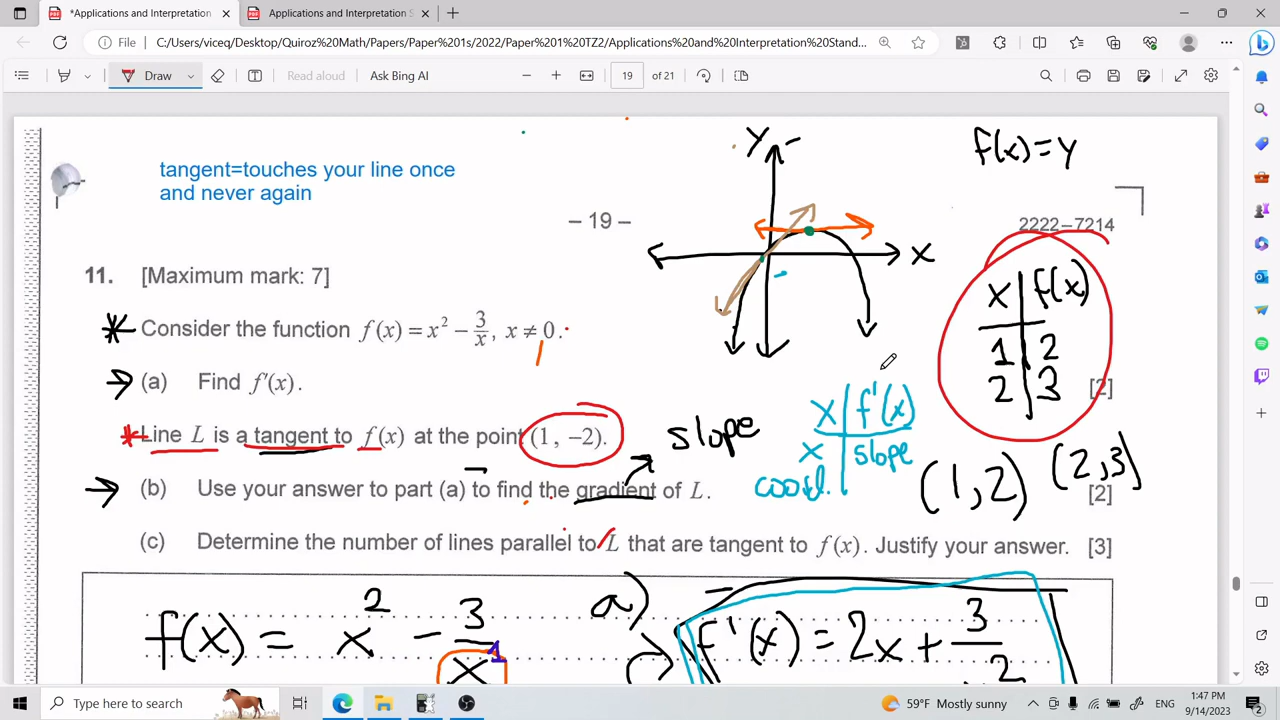 *Applications and Interpretation
Applications and Interpretation S
File
C:/Users/viceq/Desktop/Quiroz%20Math/Papers/Paper%201s/2022/Paper%201%20TZ2/Applications%20and%20Interpretation%20Stand...
Draw
Read aloud
Ask Bing AI
19
of 21
tangent=touches your line once
and never again
y
x
f(x)=y
– 19 –
2222-7214
x f(x)
1 2
2 3
11. [Maximum mark: 7]
Consider the function f(x) = x² − 3/x, x ≠ 0.
(a) Find f′(x). [2]
Line L is a tangent to f(x) at the point (1, −2).
slope
x f'(x)
x slope
coord.
(1,2) (2,3)
(b) Use your answer to part (a) to find the gradient of L. [2]
(c) Determine the number of lines parallel to L that are tangent to f(x). Justify your answer. [3]
f(x) = x² − 3/x¹
a) f'(x) = 2x + 3/x²
Type here to search
59°F Mostly sunny
1:47 PM
9/14/2023
2